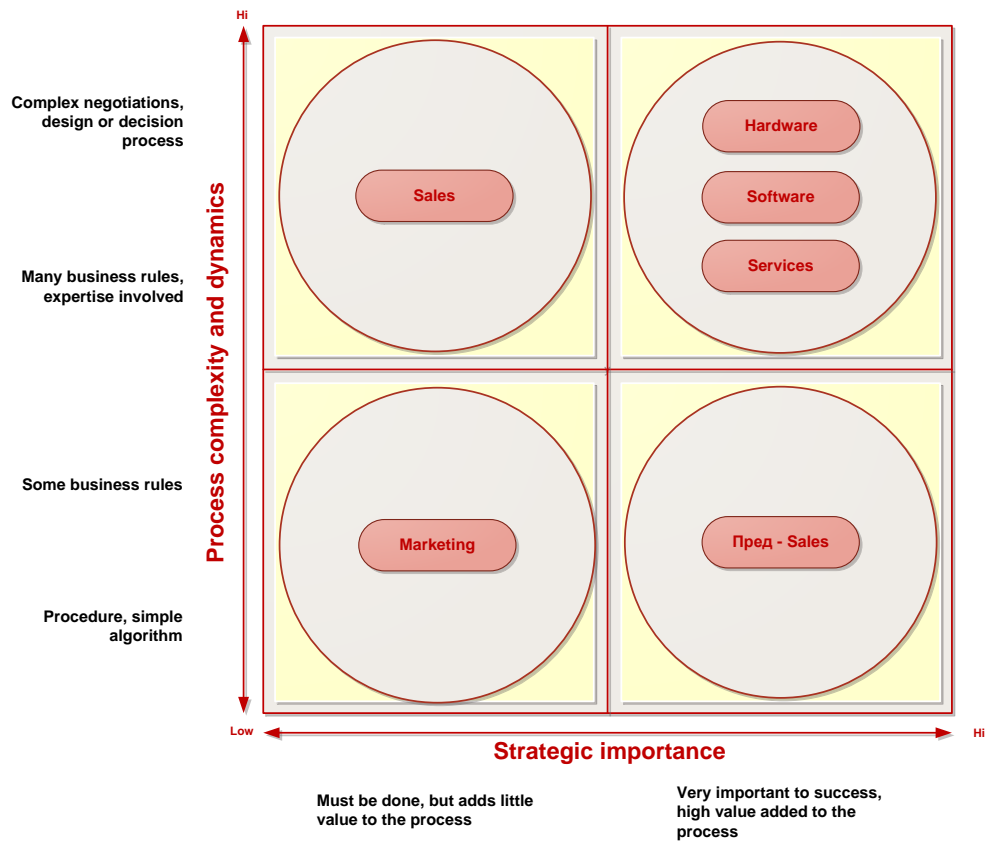 Hi
Complex negotiations,
design or decision
process
Many business rules,
expertise involved
Some business rules
Procedure, simple
algorithm
Process complexity and dynamics
Sales
Hardware
Software
Services
Marketing
Пред - Sales
Low
Hi
Strategic importance
Must be done, but adds little
value to the process
Very important to success,
high value added to the
process